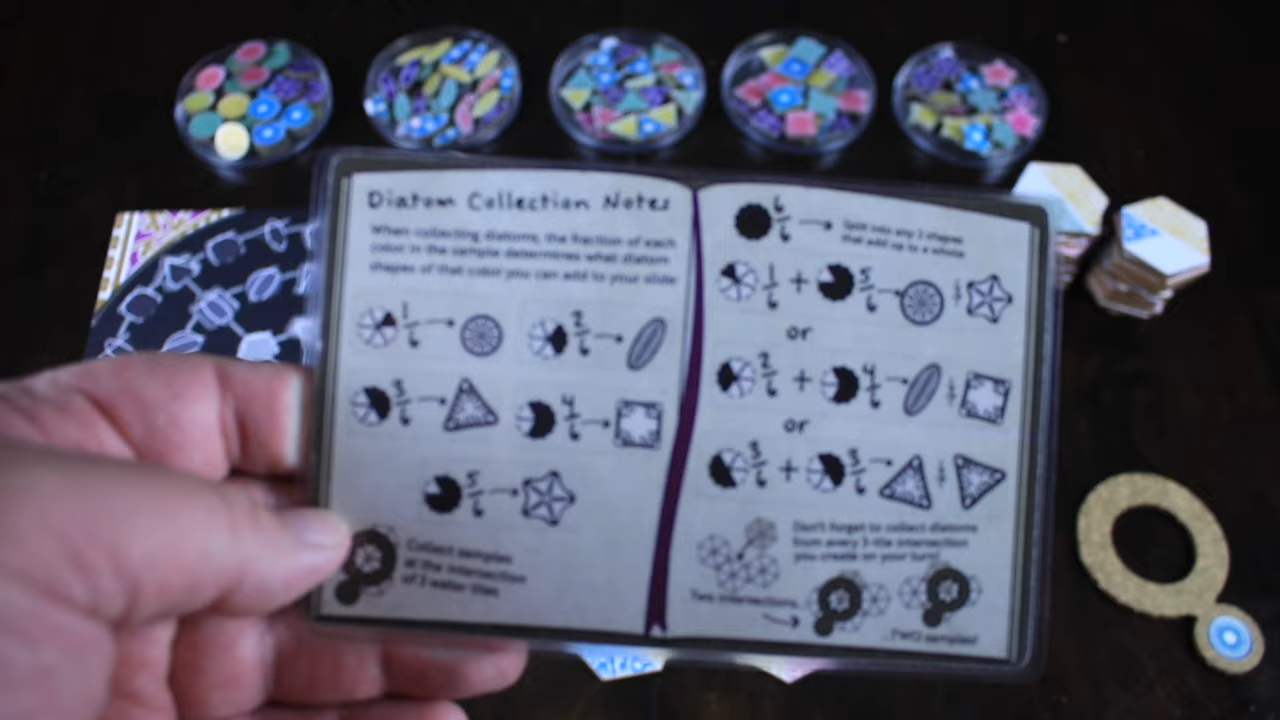 Diatom Collection Notes
When collecting diatoms, the fraction of each
color in the sample determines what diatom
shapes of that color you can add to your slide
1/6
2/6
3/6
4/6
5/6
Collect samples
at the intersection
of 3 water tiles
6/6
Split into any 2 shapes
that add up to a whole
1/6 + 5/6
or
2/6 + 4/6
or
3/6 + 3/6
Don't forget to collect diatoms
from every 3-tile intersection
you create on your turn!
Two intersections...
...TWO samples!